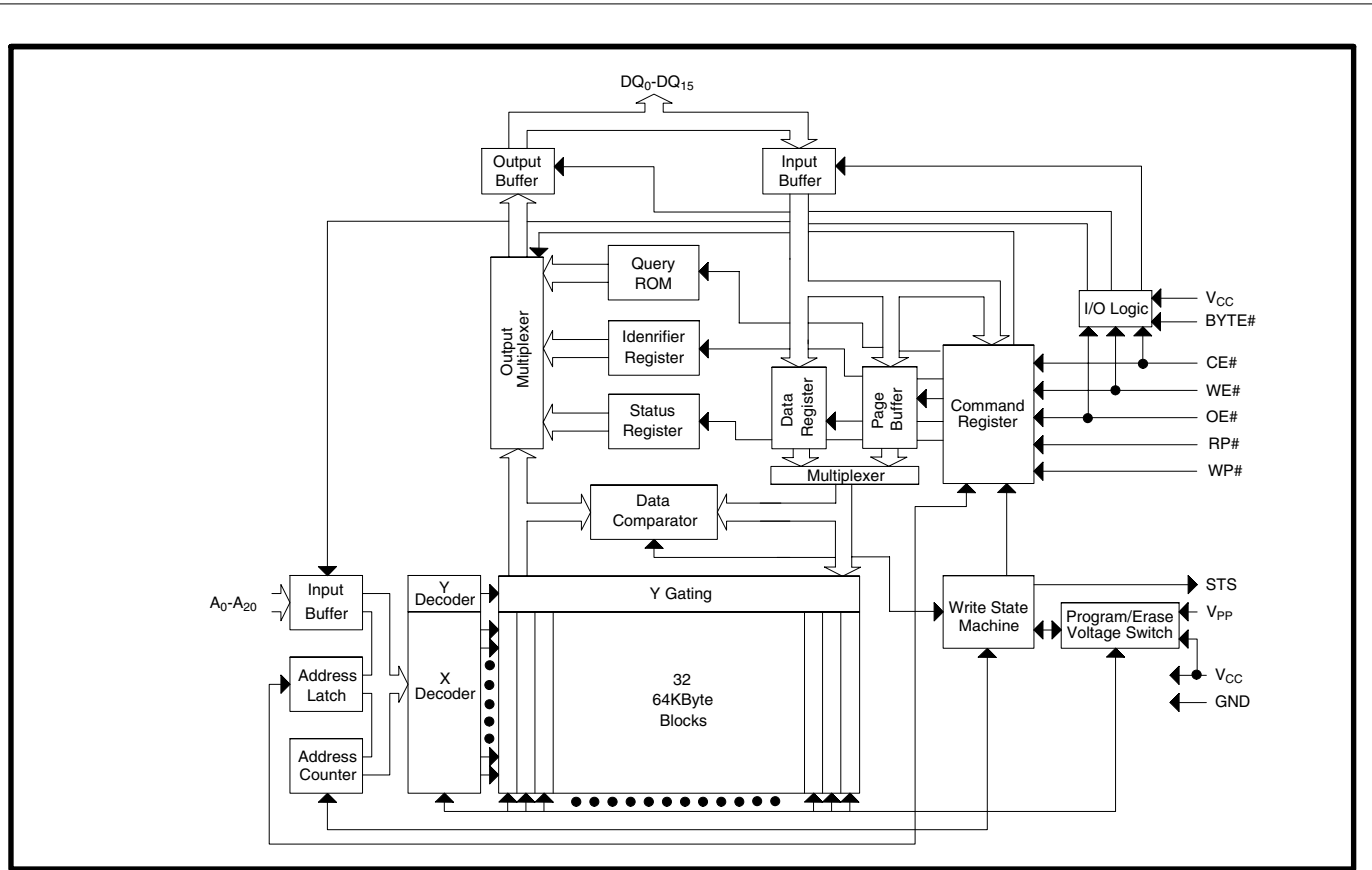 DQ0-DQ15
Output
Buffer
Input
Buffer
Query
ROM
Output
Multiplexer
Idenrifier
Register
Status
Register
Data
Register
Page
Buffer
Command
Register
I/O Logic
VCC
BYTE#
CE#
WE#
OE#
RP#
WP#
Multiplexer
Data
Comparator
A0-A20
Input
Buffer
Y
Decoder
Y Gating
Write State
Machine
Program/Erase
Voltage Switch
STS
VPP
VCC
GND
Address
Latch
X
Decoder
32
64KByte
Blocks
Address
Counter